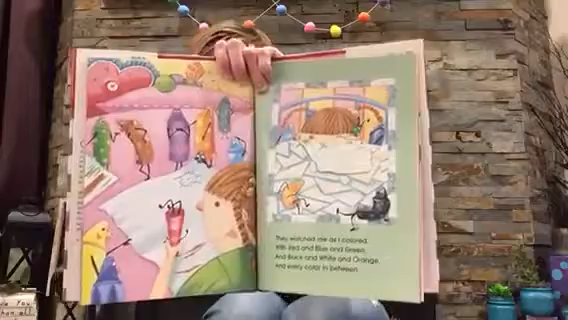 They watched me as I colored
With Red and Blue and Green,
And Black and White and Orange,
And every color in between.